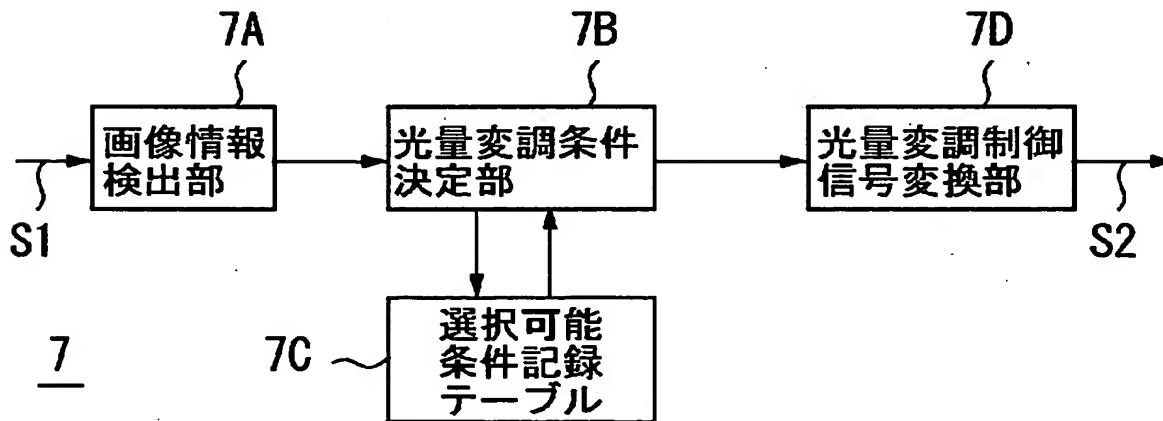 7A
7B
7D
画像情報
検出部
光量変調条件
決定部
光量変調制御
信号変換部
S1
S2
7
7C
選択可能
条件記録
テーブル